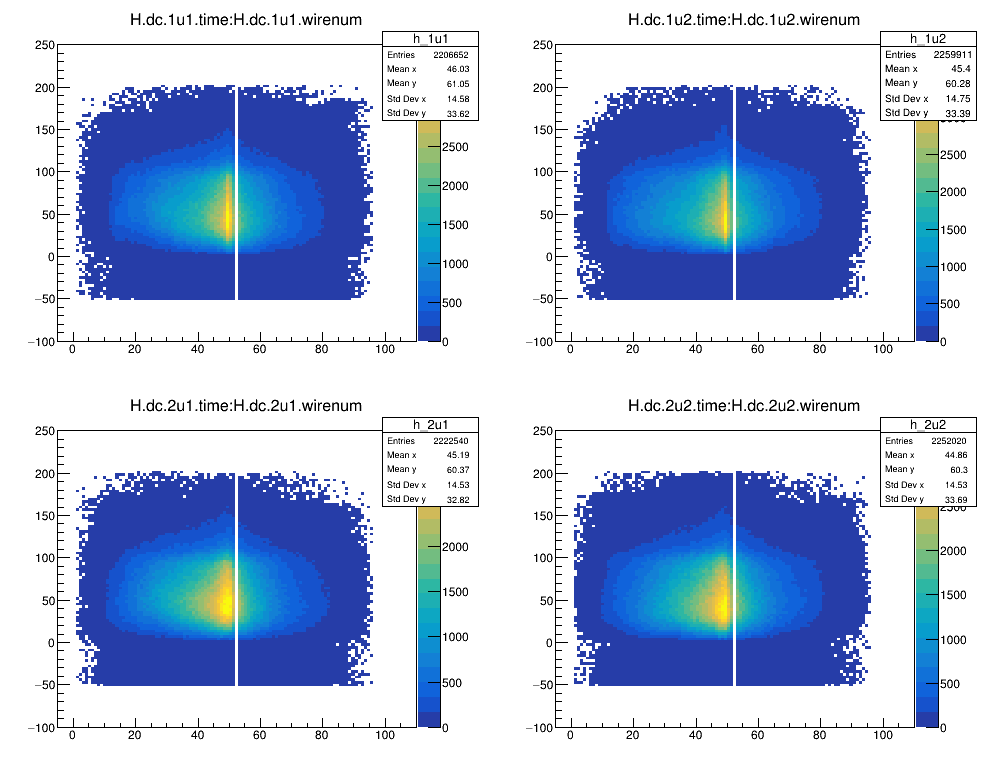 H.dc.1u1.time:H.dc.1u1.wirenum
h_1u1
Entries 2206652
Mean x 46.03
Mean y 61.05
Std Dev x 14.58
Std Dev y 33.62
250
200
150
100
50
0
−50
−100
0 20 40 60 80 100
2500
2000
1500
1000
500
0
H.dc.1u2.time:H.dc.1u2.wirenum
h_1u2
Entries 2259911
Mean x 45.4
Mean y 60.28
Std Dev x 14.75
Std Dev y 33.39
250
200
150
100
50
0
−50
−100
0 20 40 60 80 100
2500
2000
1500
1000
500
0
H.dc.2u1.time:H.dc.2u1.wirenum
h_2u1
Entries 2222540
Mean x 45.19
Mean y 60.37
Std Dev x 14.53
Std Dev y 32.82
250
200
150
100
50
0
−50
−100
0 20 40 60 80 100
2000
1500
1000
500
0
H.dc.2u2.time:H.dc.2u2.wirenum
h_2u2
Entries 2252020
Mean x 44.86
Mean y 60.3
Std Dev x 14.53
Std Dev y 33.69
250
200
150
100
50
0
−50
−100
0 20 40 60 80 100
2500
2000
1500
1000
500
0